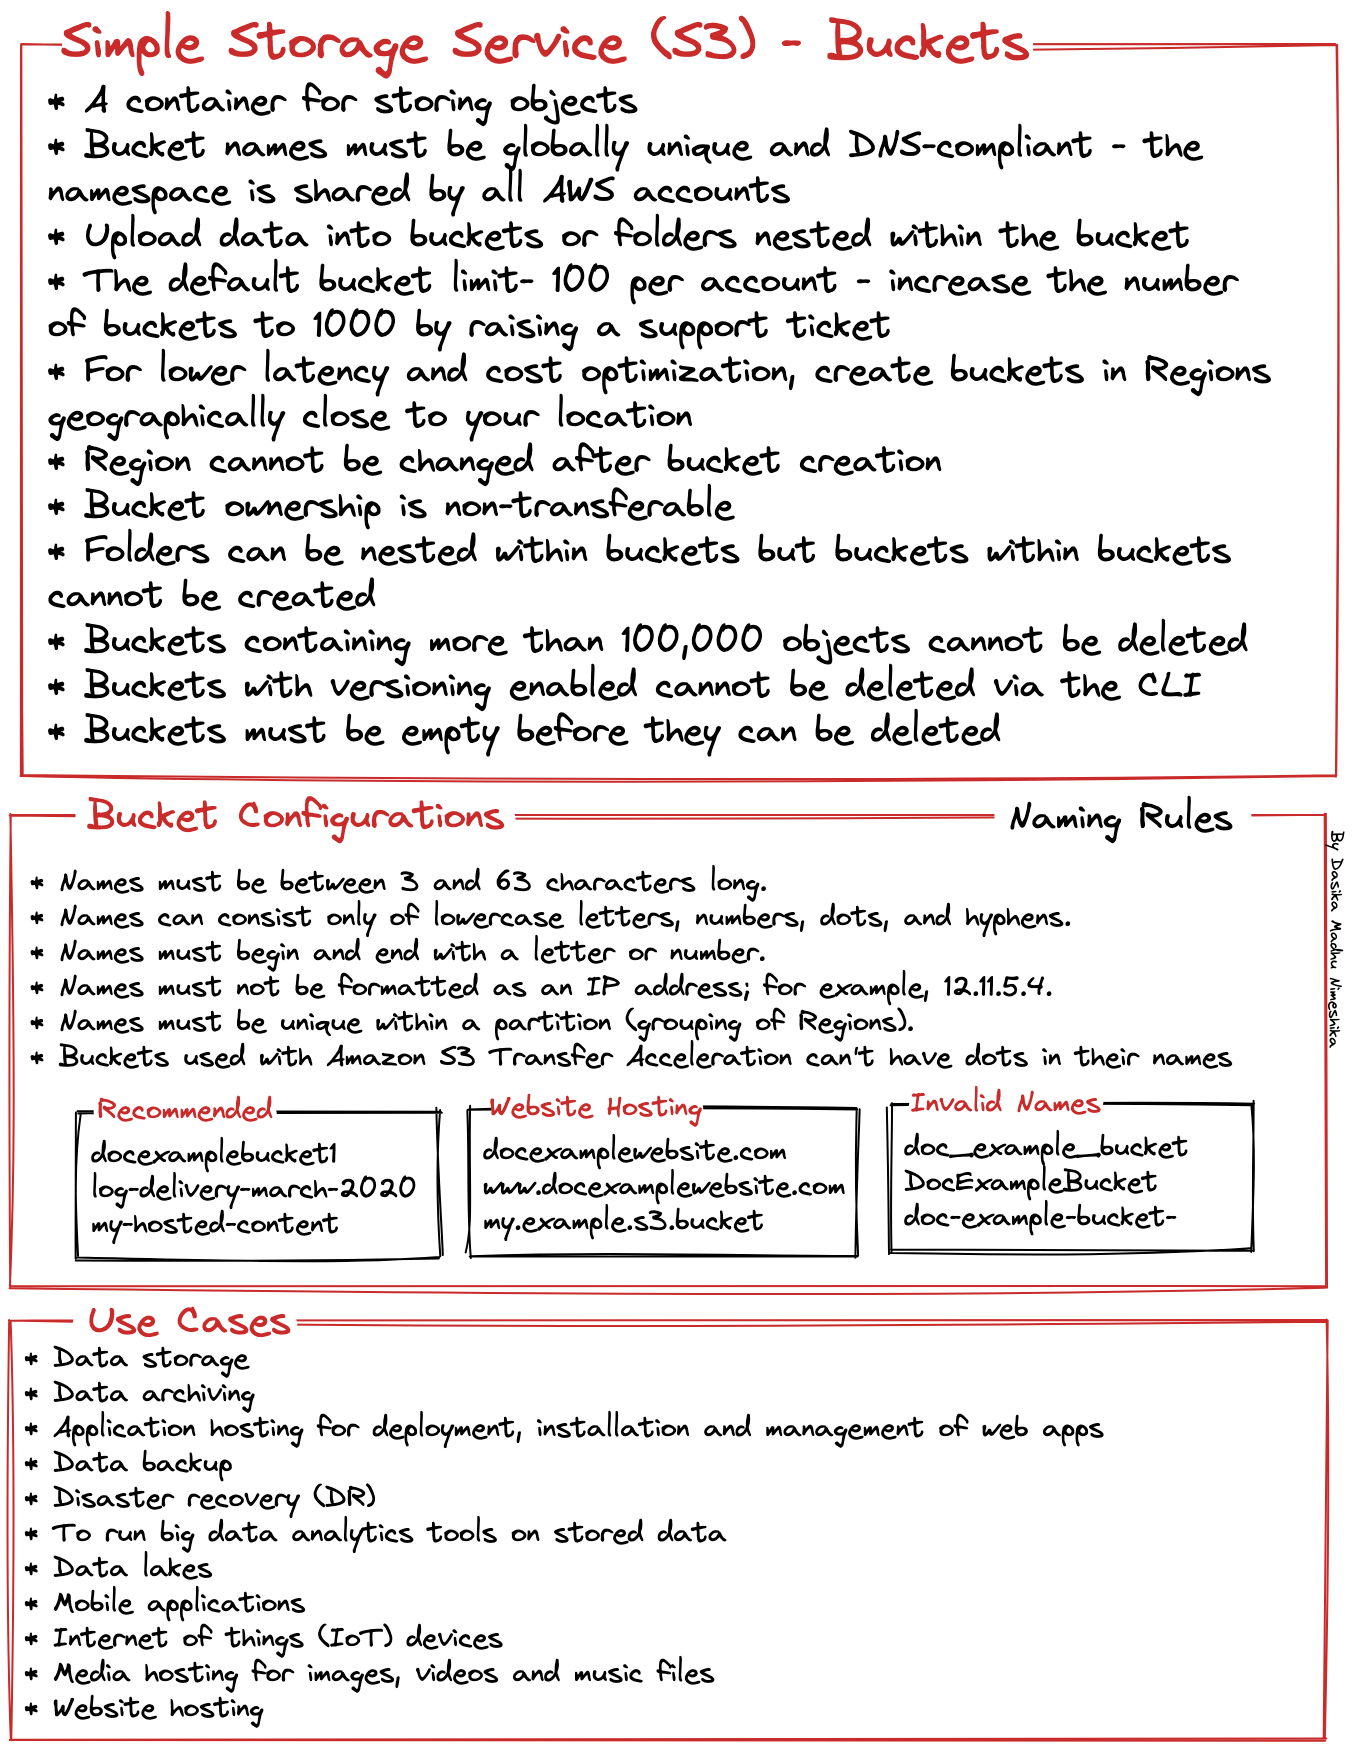 Simple Storage Service (S3) - Buckets
* A container for storing objects
* Bucket names must be globally unique and DNS-compliant - the
namespace is shared by all AWS accounts
* Upload data into buckets or folders nested within the bucket
* The default bucket limit- 100 per account - increase the number
of buckets to 1000 by raising a support ticket
* For lower latency and cost optimization, create buckets in Regions
geographically close to your location
* Region cannot be changed after bucket creation
* Bucket ownership is non-transferable
* Folders can be nested within buckets but buckets within buckets
cannot be created
* Buckets containing more than 100,000 objects cannot be deleted
* Buckets with versioning enabled cannot be deleted via the CLI
* Buckets must be empty before they can be deleted
Bucket Configurations
Naming Rules
* Names must be between 3 and 63 characters long.
* Names can consist only of lowercase letters, numbers, dots, and hyphens.
* Names must begin and end with a letter or number.
* Names must not be formatted as an IP address; for example, 12.11.5.4.
* Names must be unique within a partition (grouping of Regions).
* Buckets used with Amazon S3 Transfer Acceleration can't have dots in their names
Recommended
docexamplebucket1
log-delivery-march-2020
my-hosted-content
Website Hosting
docexamplewebsite.com
www.docexamplewebsite.com
my.example.s3.bucket
Invalid Names
doc_example_bucket
DocExampleBucket
doc-example-bucket-
By Dasika Madhu Nimeshika
Use Cases
* Data storage
* Data archiving
* Application hosting for deployment, installation and management of web apps
* Data backup
* Disaster recovery (DR)
* To run big data analytics tools on stored data
* Data lakes
* Mobile applications
* Internet of things (IoT) devices
* Media hosting for images, videos and music files
* Website hosting